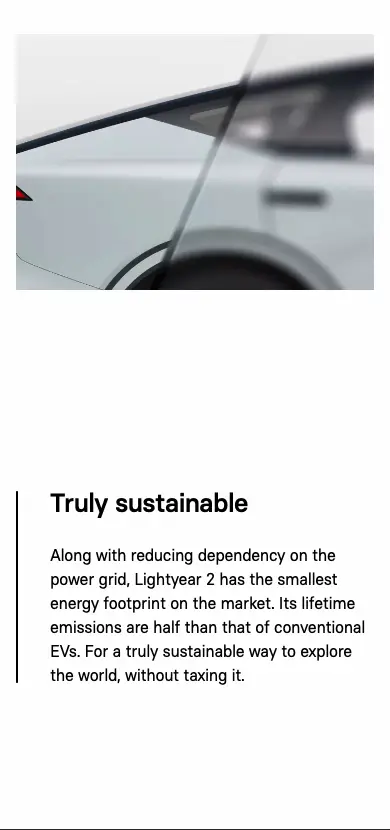 Truly sustainable
Along with reducing dependency on the
power grid, Lightyear 2 has the smallest
energy footprint on the market. Its lifetime
emissions are half than that of conventional
EVs. For a truly sustainable way to explore
the world, without taxing it.